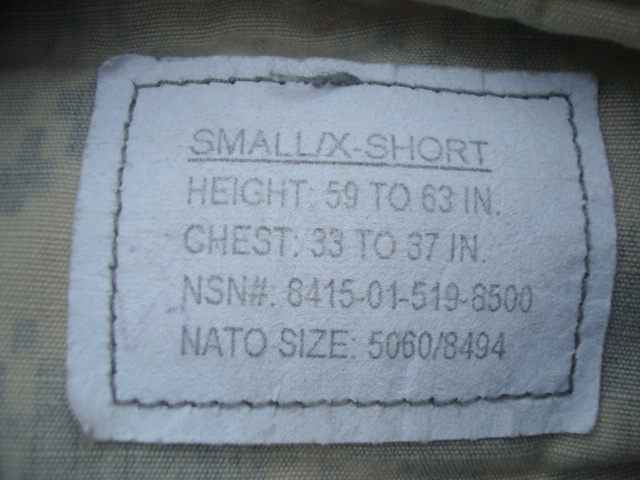 SMALL/X-SHORT
HEIGHT: 59 TO 63 IN.
CHEST: 33 TO 37 IN.
NSN#: 8415-01-519-8500
NATO SIZE: 5060/8494